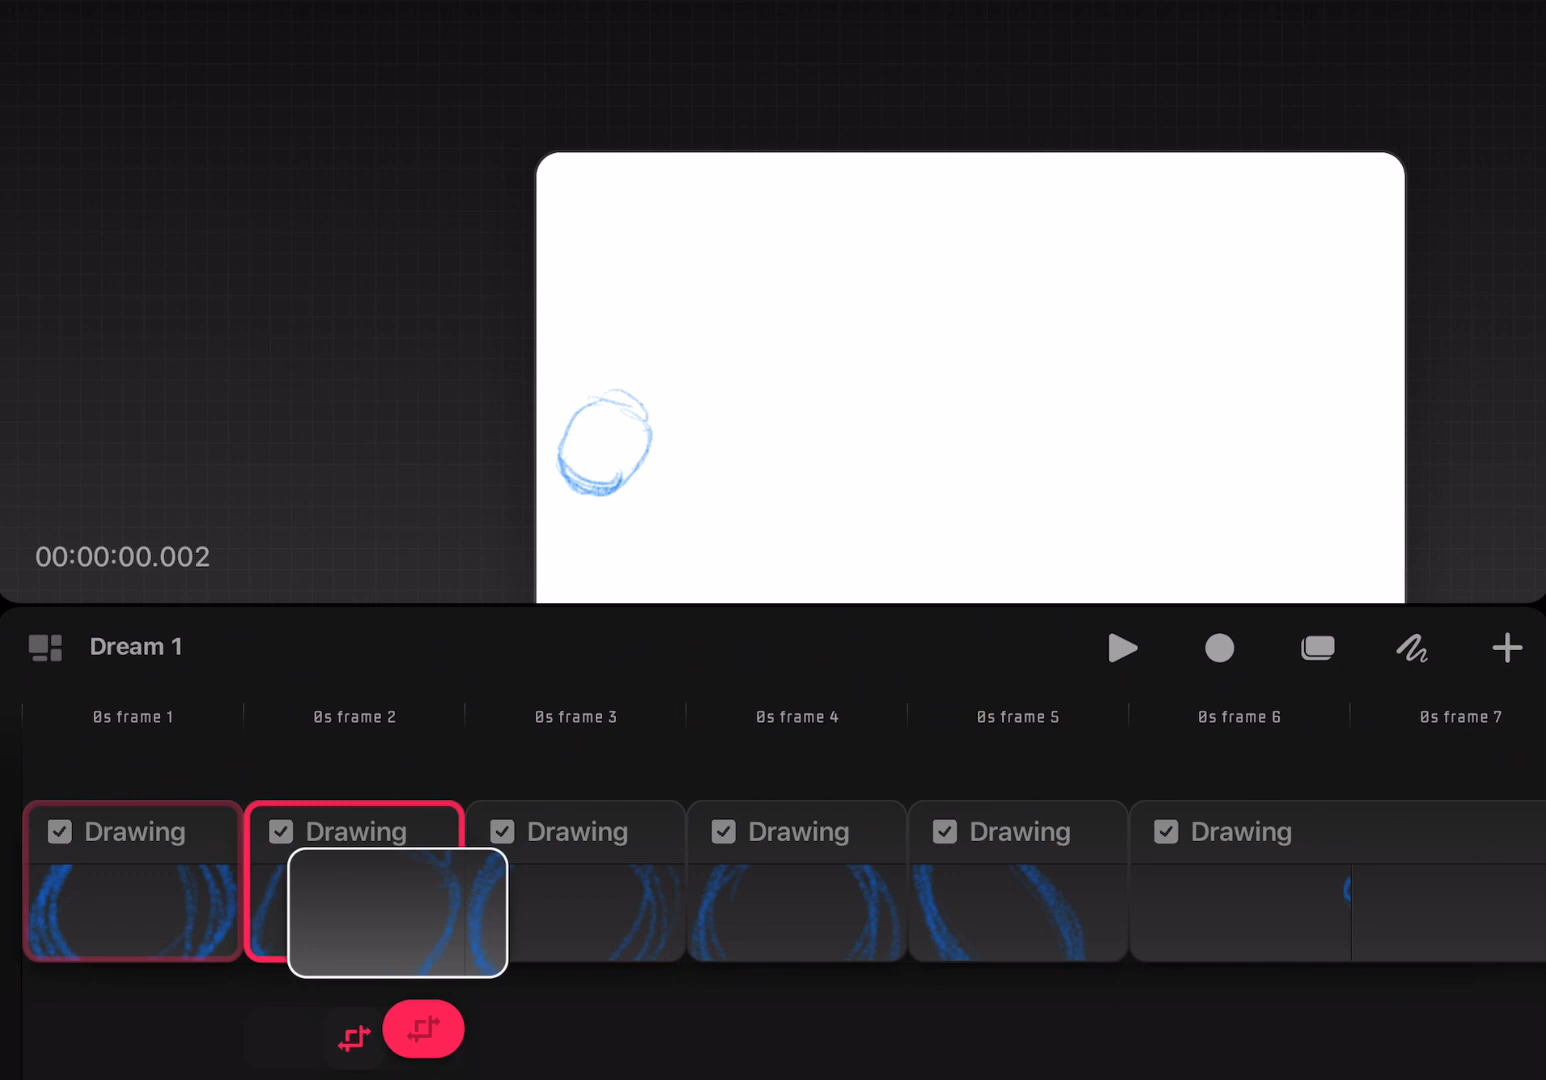 00:00:00.002
Dream 1
0s frame 1
0s frame 2
0s frame 3
0s frame 4
0s frame 5
0s frame 6
0s frame 7
Drawing
Drawing
Drawing
Drawing
Drawing
Drawing